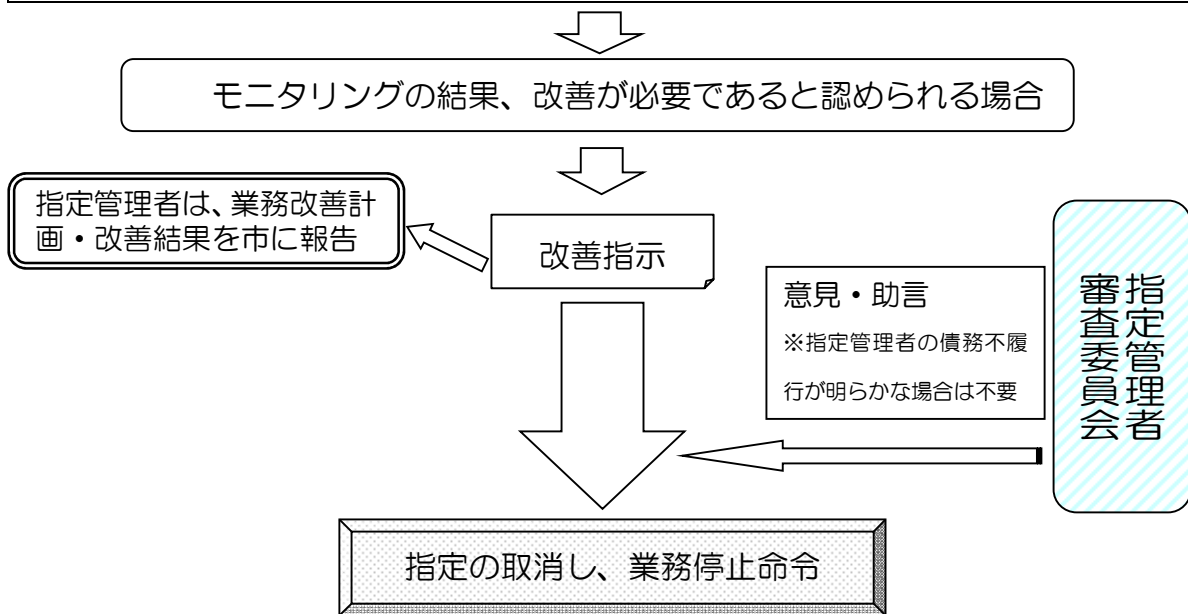 モニタリングの結果、改善が必要であると認められる場合
指定管理者は、業務改善計
画・改善結果を市に報告
改善指示
意見・助言
※指定管理者の債務不履
行が明らかな場合は不要
指定管理者
審査委員会
指定の取消し、業務停止命令